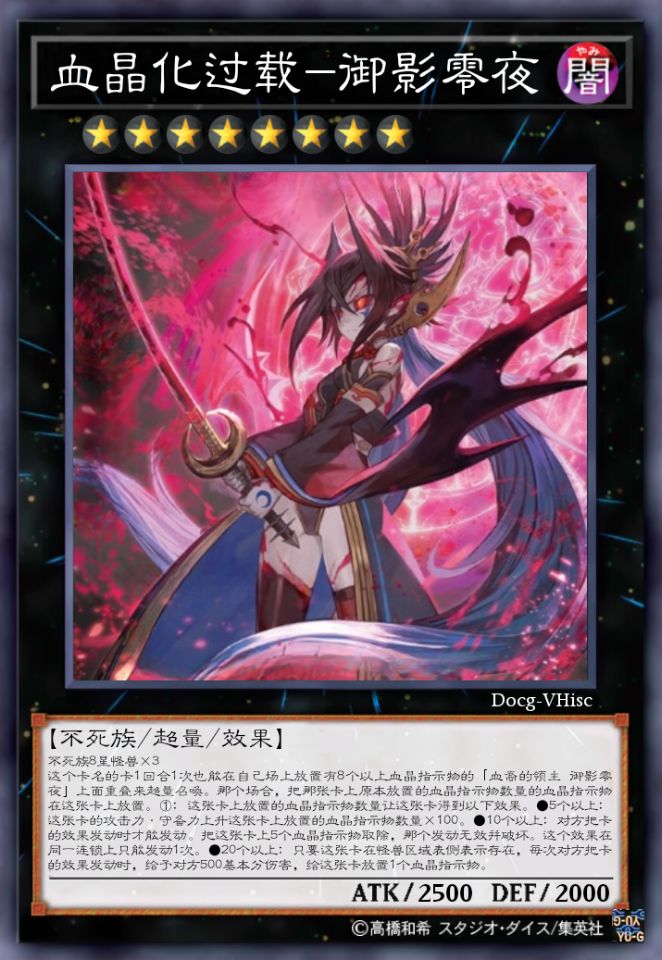 血晶化过载-御影零夜
やみ
闇
Docg-VHisc
【不死族/超量/效果】
不死族8星怪兽×3
这个卡名的卡1回合1次也能在自己场上放置有8个以上血晶指示物的「血裔的领主 御影零
夜」上面重叠来超量召唤。那个场合，把那张卡上原本放置的血晶指示物数量的血晶指示物
在这张卡上放置。①：这张卡上放置的血晶指示物数量让这张卡得到以下效果。●5个以上：
这张卡的攻击力·守备力上升这张卡上放置的血晶指示物数量×100。●10个以上：对方把卡
的效果发动时才能发动。把这张卡上5个血晶指示物取除，那个发动无效并破坏。这个效果在
同一连锁上只能发动1次。●20个以上：只要这张卡在怪兽区域表侧表示存在，每次对方把卡
的效果发动时，给予对方500基本分伤害，给这张卡放置1个血晶指示物。
ATK/2500 DEF/2000
©高橋和希 スタジオ・ダイス/集英社
YU-G